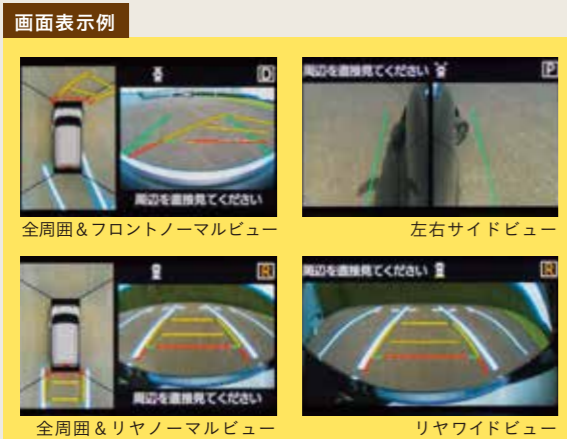 画面表示例
D
周辺を直接見てください
全周囲&フロントノーマルビュー
周辺を直接見てください
P
左右サイドビュー
R
周辺を直接見てください
全周囲&リヤノーマルビュー
周辺を直接見てください
R
リヤワイドビュー